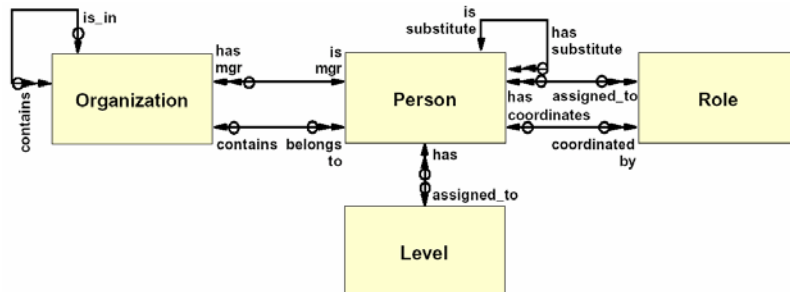 is_in
is
substitute
has
substitute
has
mgr
is
mgr
Organization
Person
Role
has
assigned_to
coordinates
contains
contains
belongs
to
coordinated
by
has
assigned_to
Level